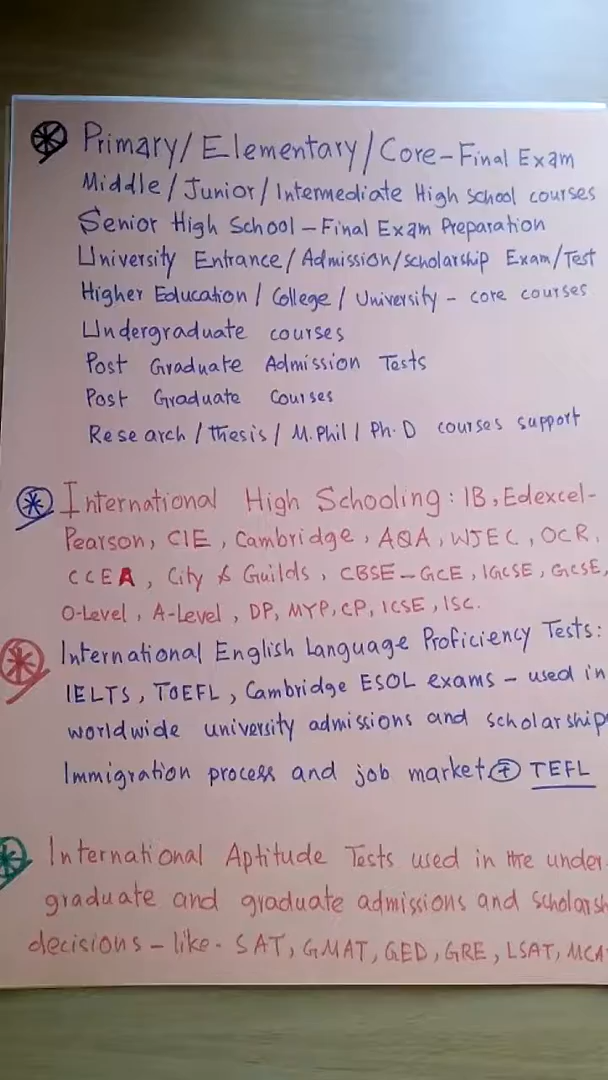 Primary/Elementary/Core-Final Exam
Middle/Junior/Intermediate High School courses
Senior High School - Final Exam Preparation
University Entrance/Admission/scholarship Exam/Test
Higher Education/College/University - core courses
Undergraduate courses
Post Graduate Admission Tests
Post Graduate Courses
Research/Thesis/M.Phil/Ph.D courses support
International High Schooling: IB, Edexcel-
Pearson, CIE, Cambridge, AQA, WJEC, OCR,
CCEA, City & Guilds, CBSE-GCE, IGCSE, GCSE,
O-Level, A-Level, DP, MYP, CP, ICSE, ISC.
International English Language Proficiency Tests:
IELTS, TOEFL, Cambridge ESOL exams - used in
worldwide university admissions and scholarship
Immigration process and job market + TEFL
International Aptitude Tests used in the under
graduate and graduate admissions and scholarsh
decisions - like - SAT, GMAT, GED, GRE, LSAT, MCA